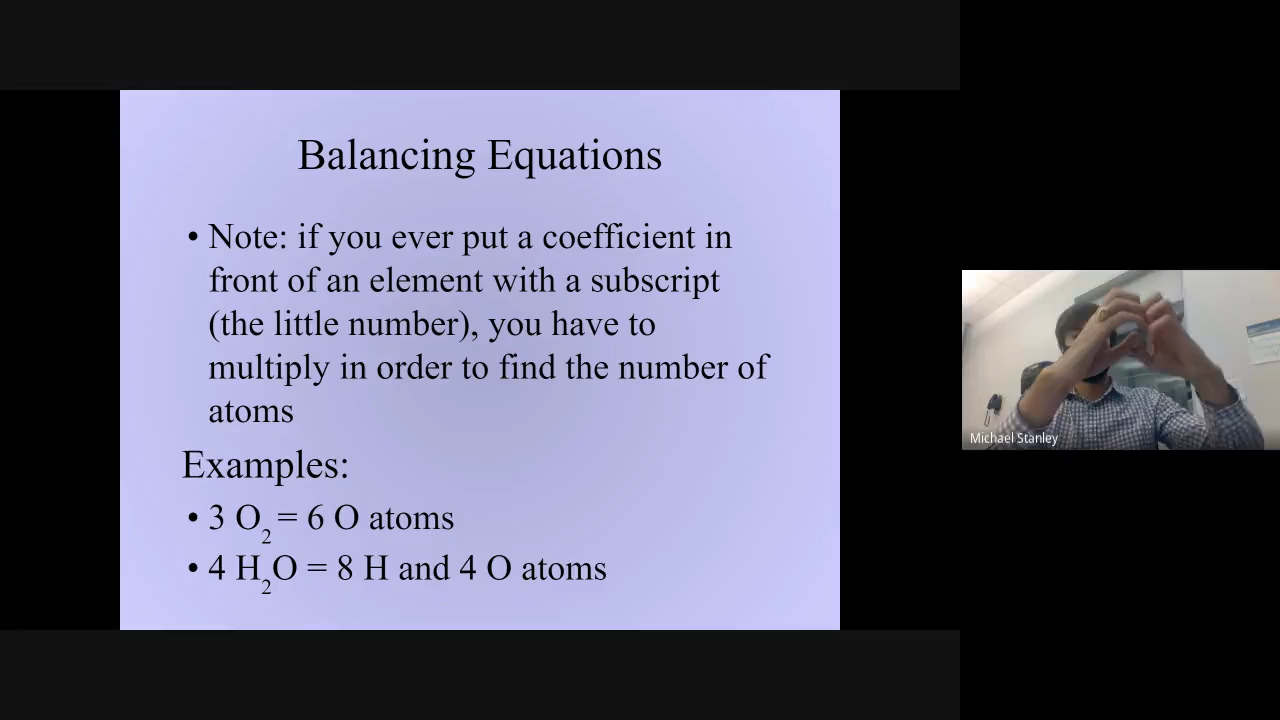 Balancing Equations
• Note: if you ever put a coefficient in
front of an element with a subscript
(the little number), you have to
multiply in order to find the number of
atoms
Examples:
• 3 O₂ = 6 O atoms
• 4 H₂O = 8 H and 4 O atoms
Michael Stanley